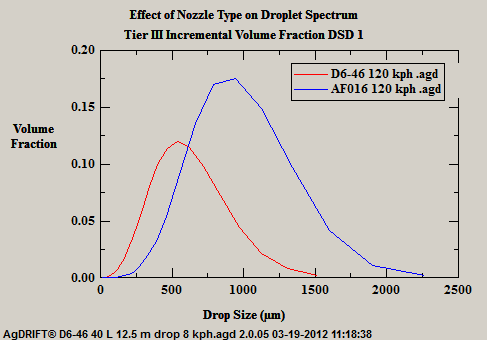 Effect of Nozzle Type on Droplet Spectrum
Tier III Incremental Volume Fraction DSD 1
0.20
D6-46 120 kph .agd
AF016 120 kph .agd
0.15
Volume
Fraction
0.10
0.05
0.00
0 500 1000 1500 2000 2500
Drop Size (µm)
AgDRIFT® D6-46 40 L 12.5 m drop 8 kph.agd 2.0.05 03-19-2012 11:18:38